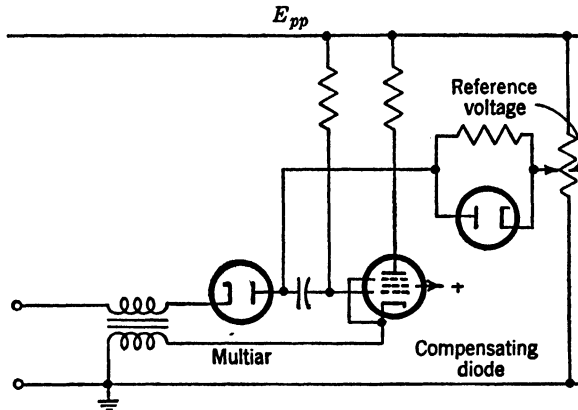 E_pp
Reference
voltage
+
Multiar
Compensating
diode